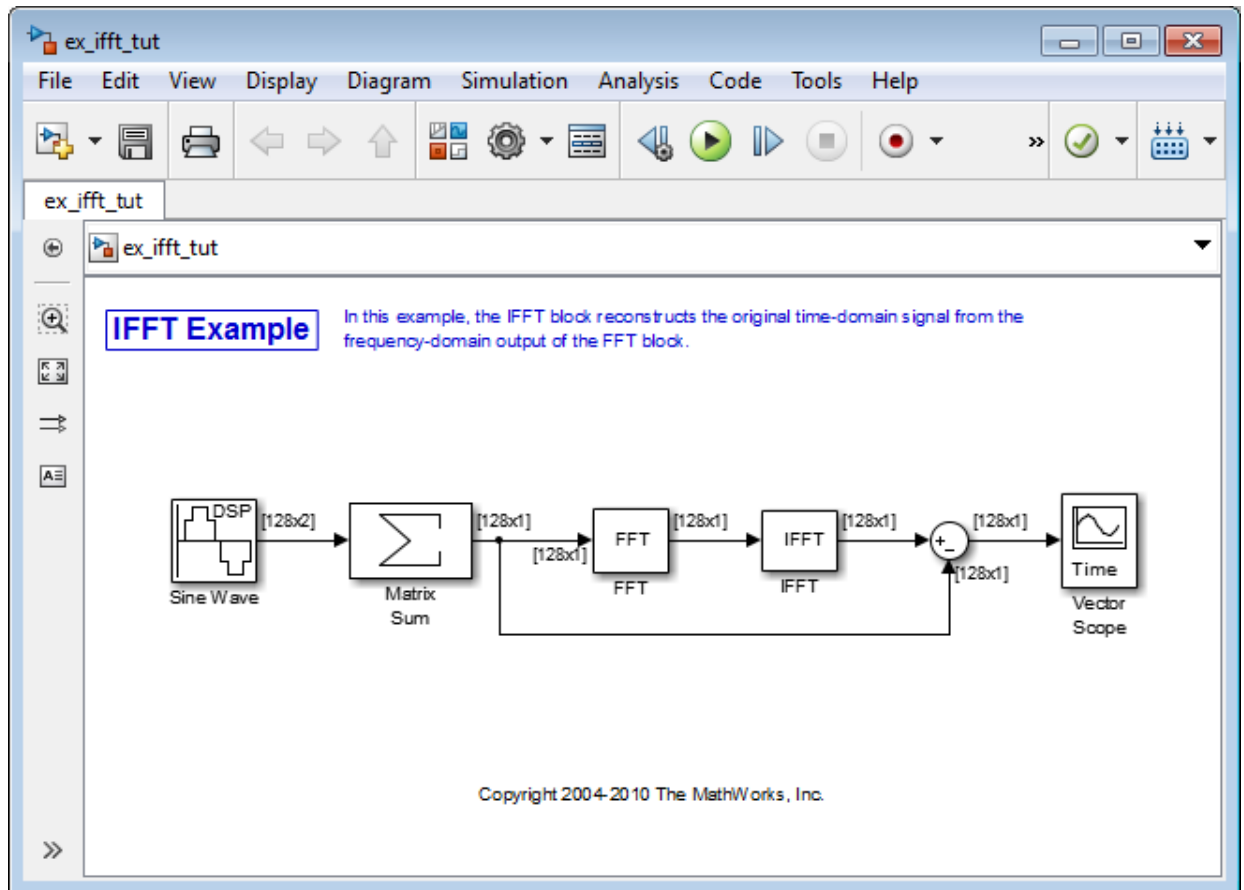 ex_ifft_tut
File Edit View Display Diagram Simulation Analysis Code Tools Help
ex_ifft_tut
ex_ifft_tut
IFFT Example
In this example, the IFFT block reconstructs the original time-domain signal from the
frequency-domain output of the FFT block.
DSP
[128x2]
Sine Wave
Matrix
Sum
[128x1]
[128x1]
FFT
FFT
[128x1]
IFFT
IFFT
[128x1]
[128x1]
[128x1]
Time
Vector
Scope
Copyright 2004-2010 The MathWorks, Inc.